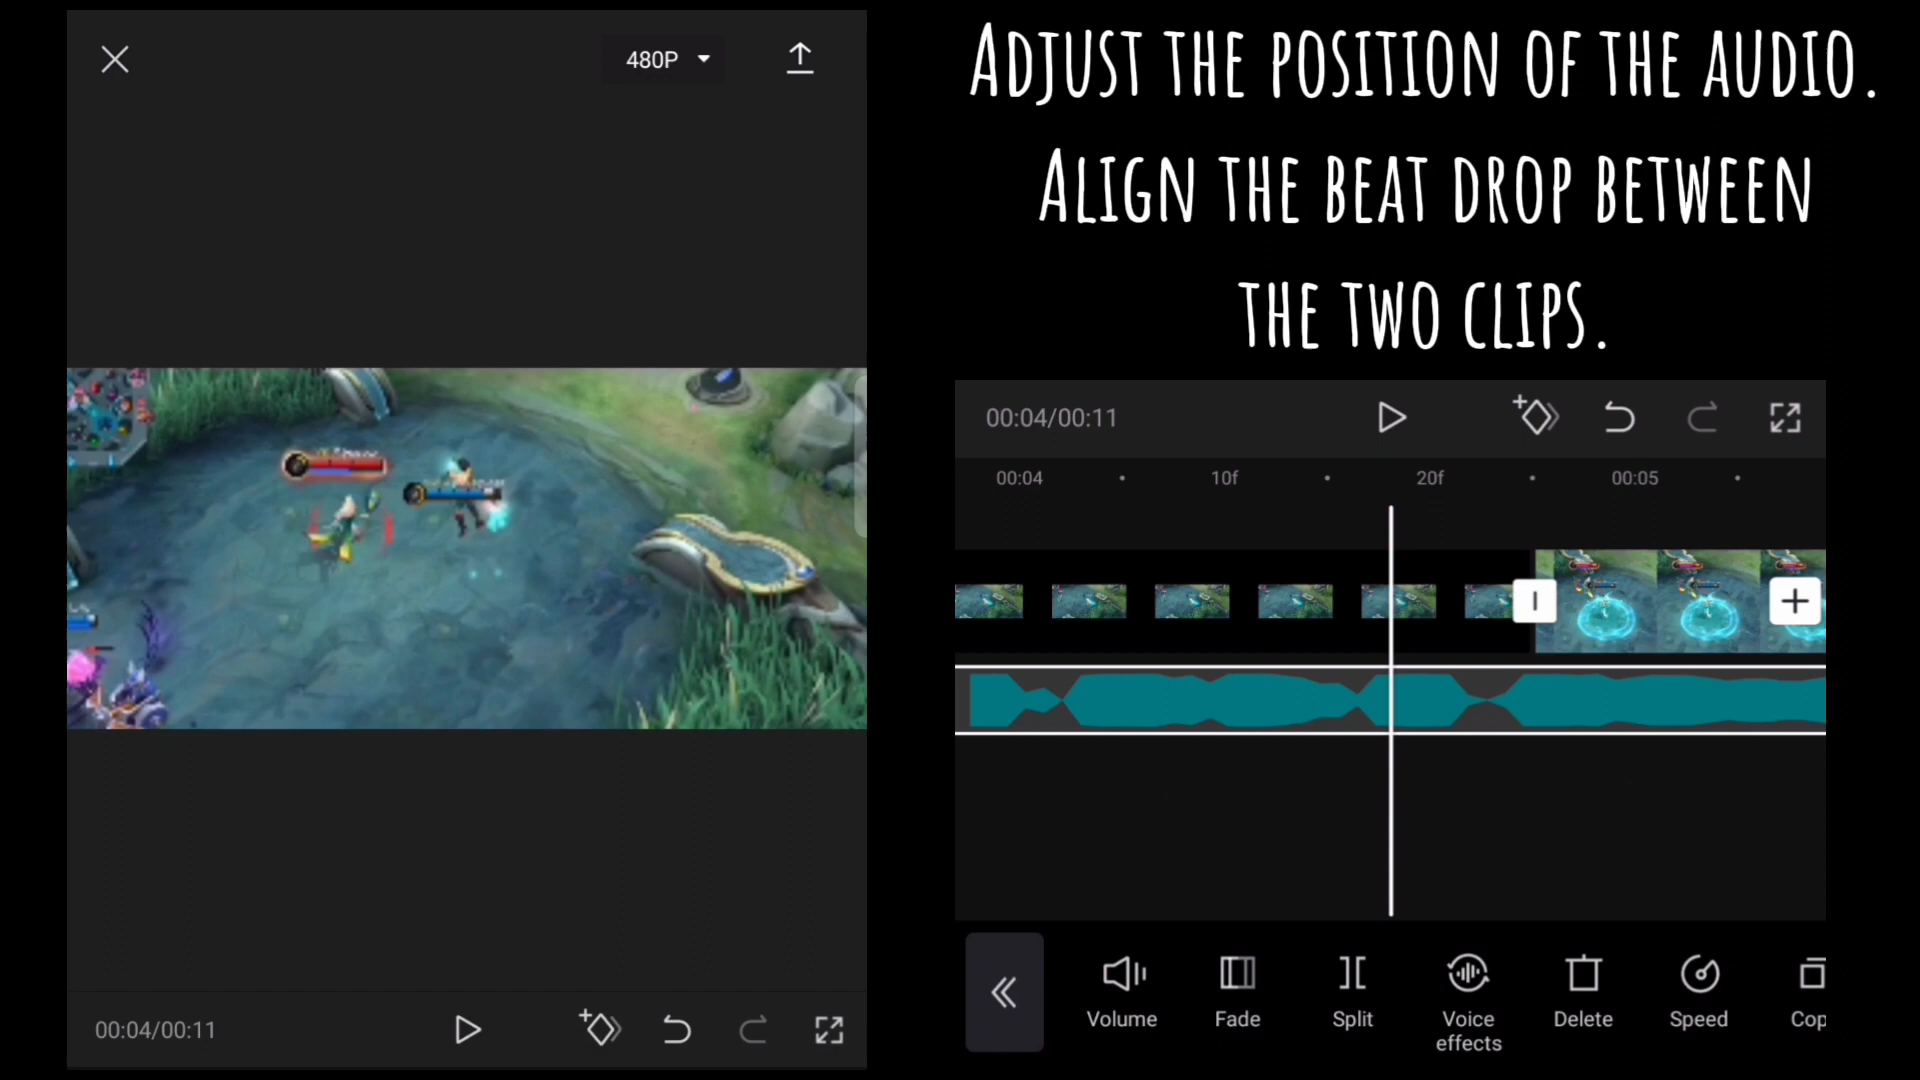 480P
ADJUST THE POSITION OF THE AUDIO.
ALIGN THE BEAT DROP BETWEEN
THE TWO CLIPS.
00:04/00:11
00:04 10f 20f 00:05
Volume Fade Split Voice effects Delete Speed Cop
00:04/00:11